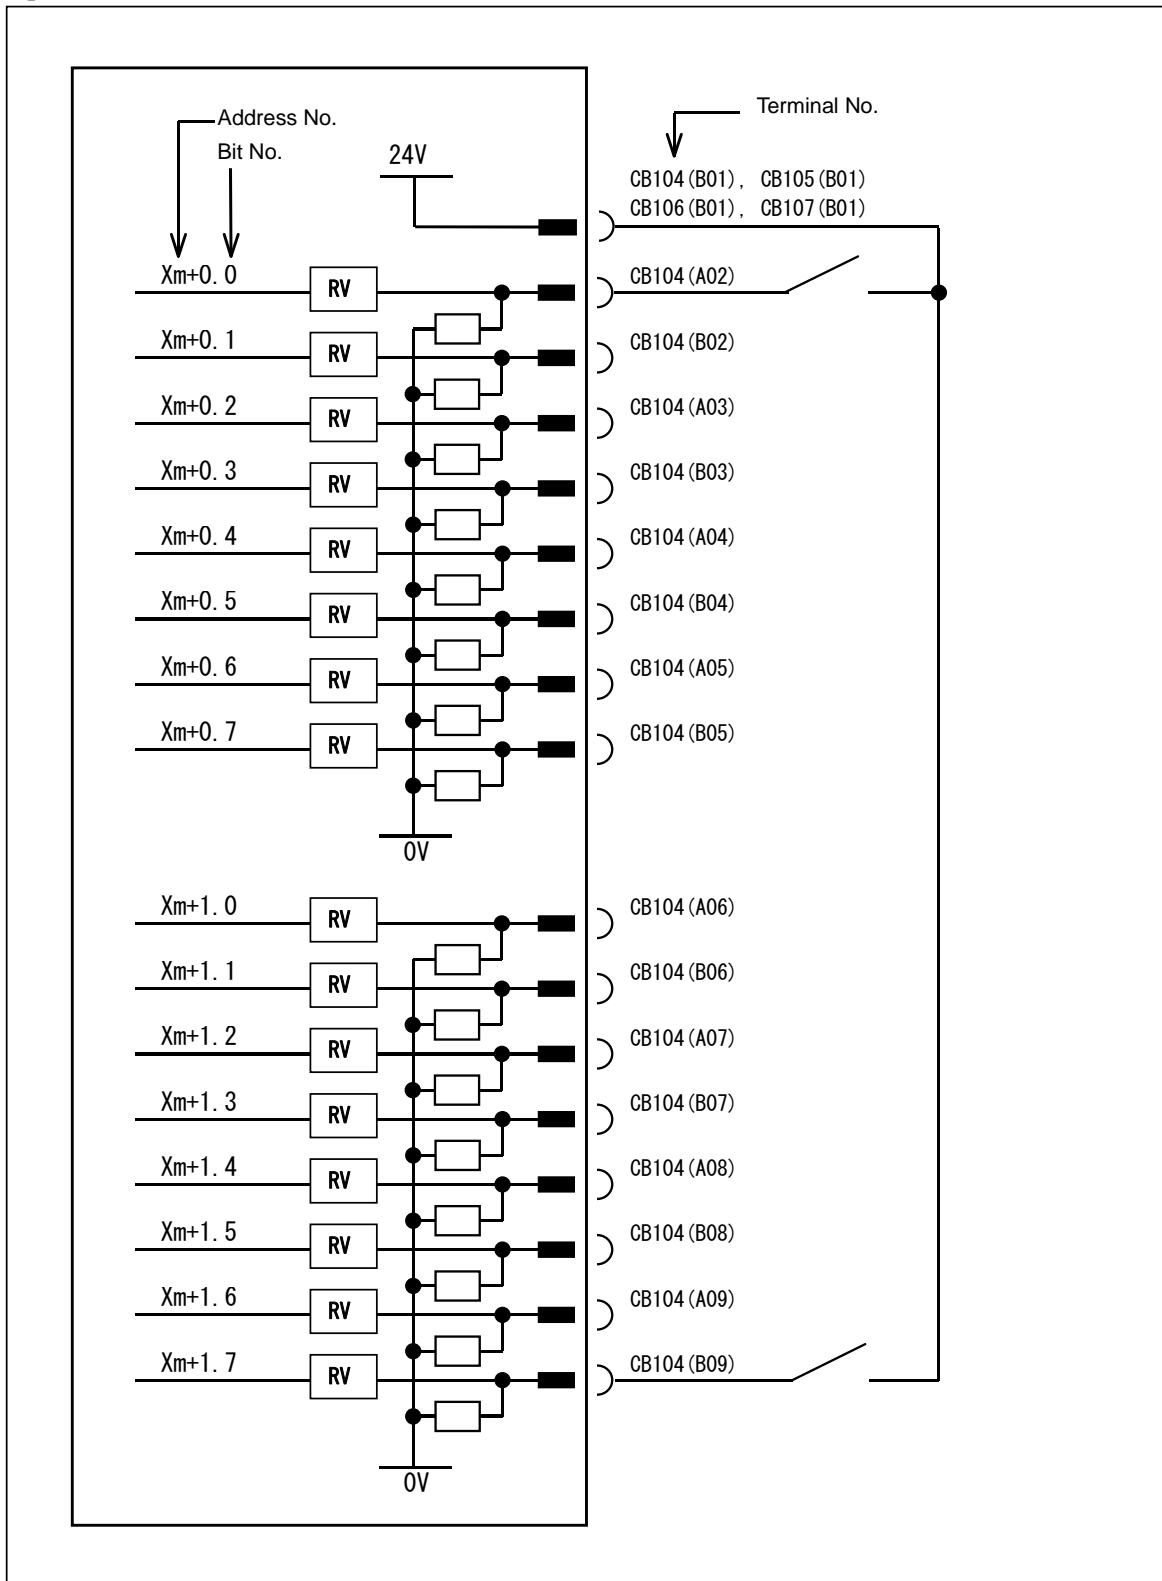 Address No.
Bit No.
Terminal No.
24V
CB104(B01), CB105(B01)
CB106(B01), CB107(B01)
Xm+0.0 RV CB104(A02)
Xm+0.1 RV CB104(B02)
Xm+0.2 RV CB104(A03)
Xm+0.3 RV CB104(B03)
Xm+0.4 RV CB104(A04)
Xm+0.5 RV CB104(B04)
Xm+0.6 RV CB104(A05)
Xm+0.7 RV CB104(B05)
0V
Xm+1.0 RV CB104(A06)
Xm+1.1 RV CB104(B06)
Xm+1.2 RV CB104(A07)
Xm+1.3 RV CB104(B07)
Xm+1.4 RV CB104(A08)
Xm+1.5 RV CB104(B08)
Xm+1.6 RV CB104(A09)
Xm+1.7 RV CB104(B09)
0V